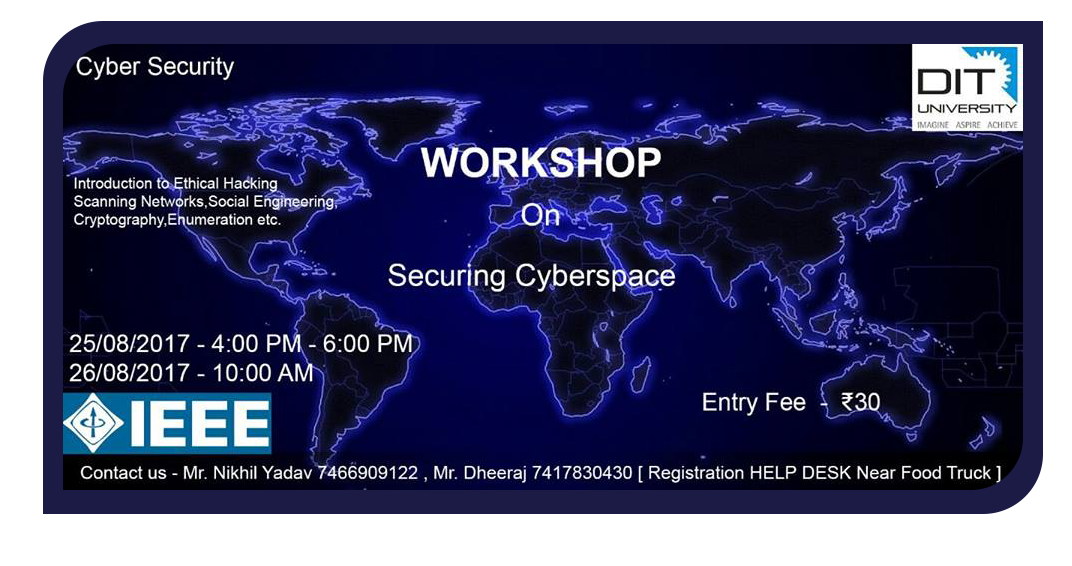 Cyber Security
DIT
UNIVERSITY
IMAGINE ASPIRE ACHIEVE
WORKSHOP
On
Securing Cyberspace
Introduction to Ethical Hacking
Scanning Networks,Social Engineering,
Cryptography,Enumeration etc.
25/08/2017 - 4:00 PM - 6:00 PM
26/08/2017 - 10:00 AM
IEEE
Entry Fee - ₹30
Contact us - Mr. Nikhil Yadav 7466909122 , Mr. Dheeraj 7417830430 [ Registration HELP DESK Near Food Truck ]